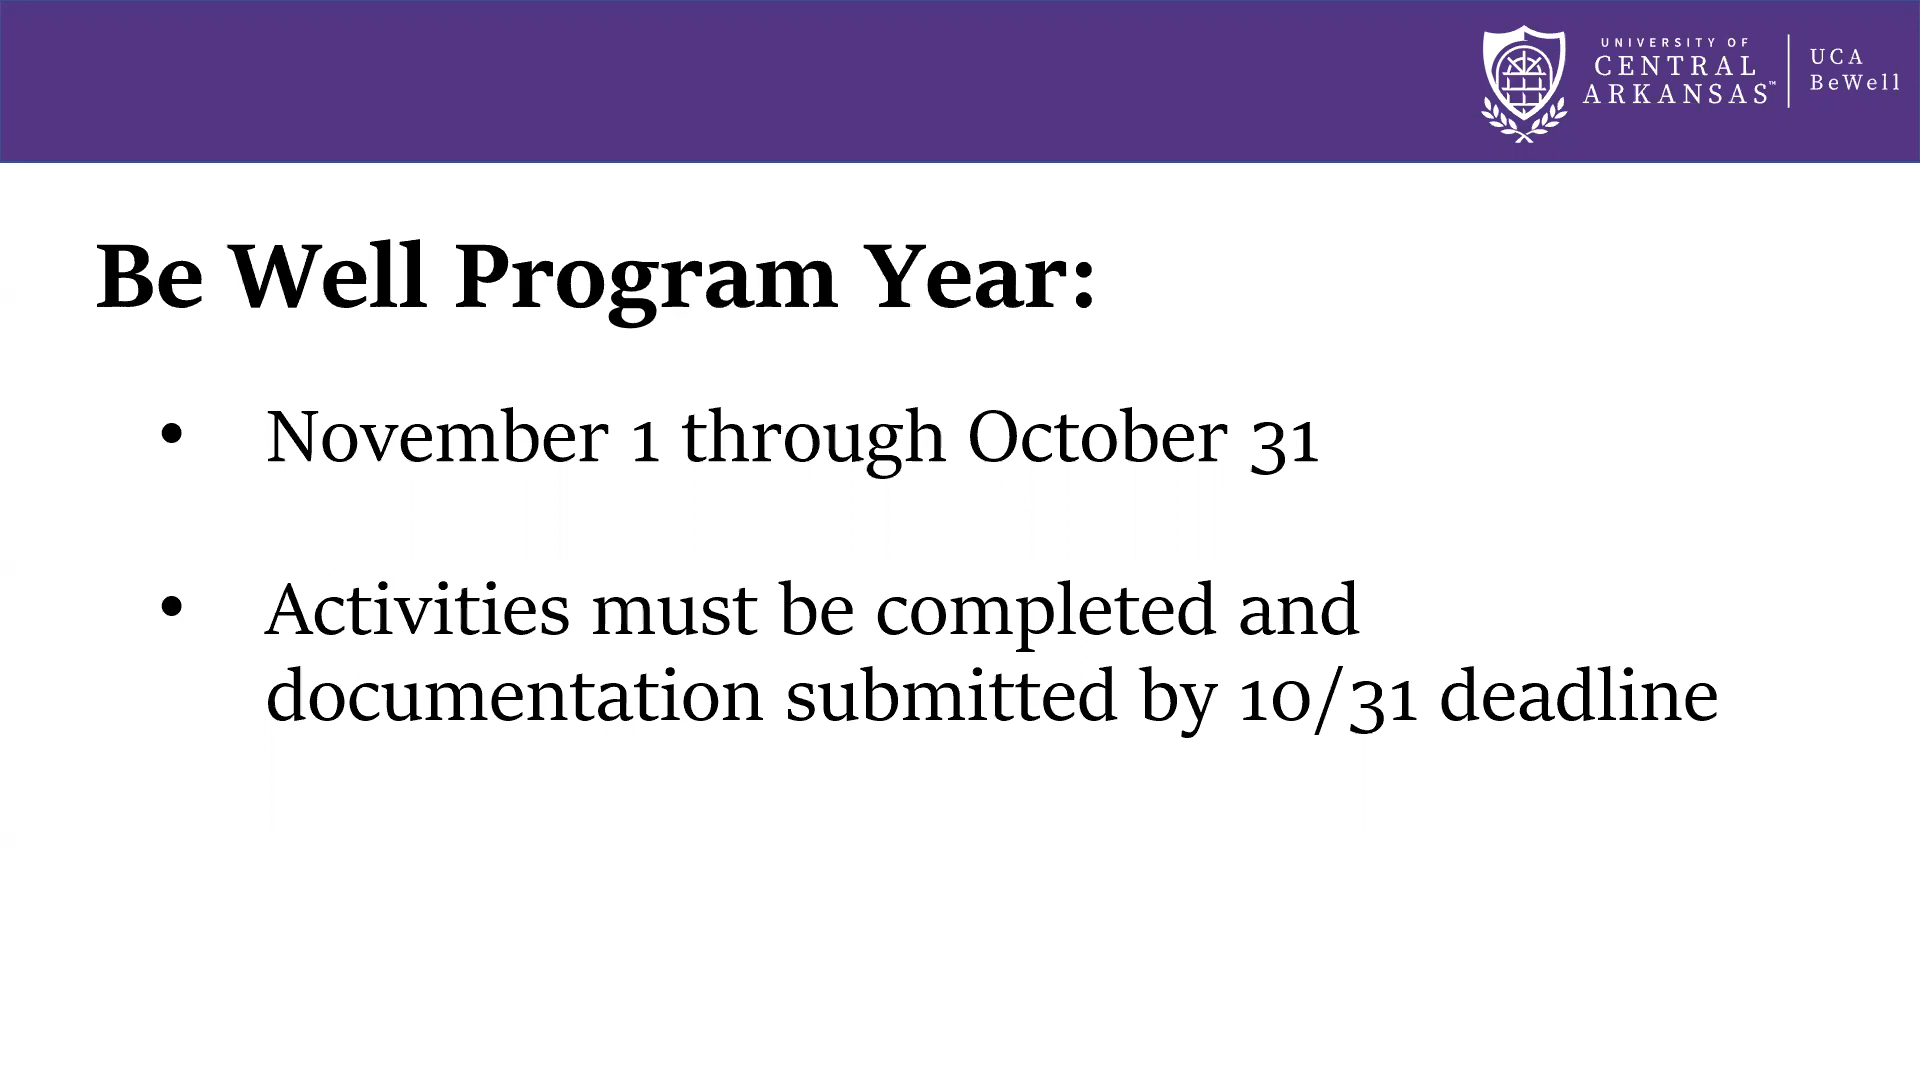 UNIVERSITY OF
CENTRAL
ARKANSAS™
UCA
BeWell
Be Well Program Year:
• November 1 through October 31
• Activities must be completed and
documentation submitted by 10/31 deadline